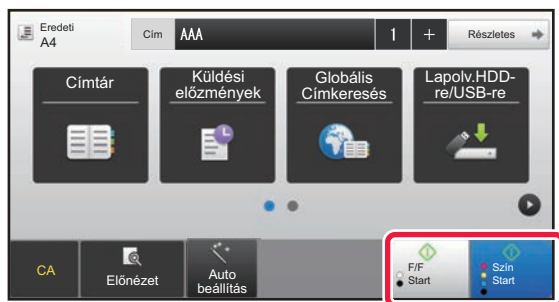 Eredeti
A4
Cím AAA 1 + Részletes
Címtár
Küldési
előzmények
Globális
Címkeresés
Lapolv.HDD-
re/USB-re
CA
Előnézet
Auto
beállítás
F/F
Start
Szín
Start